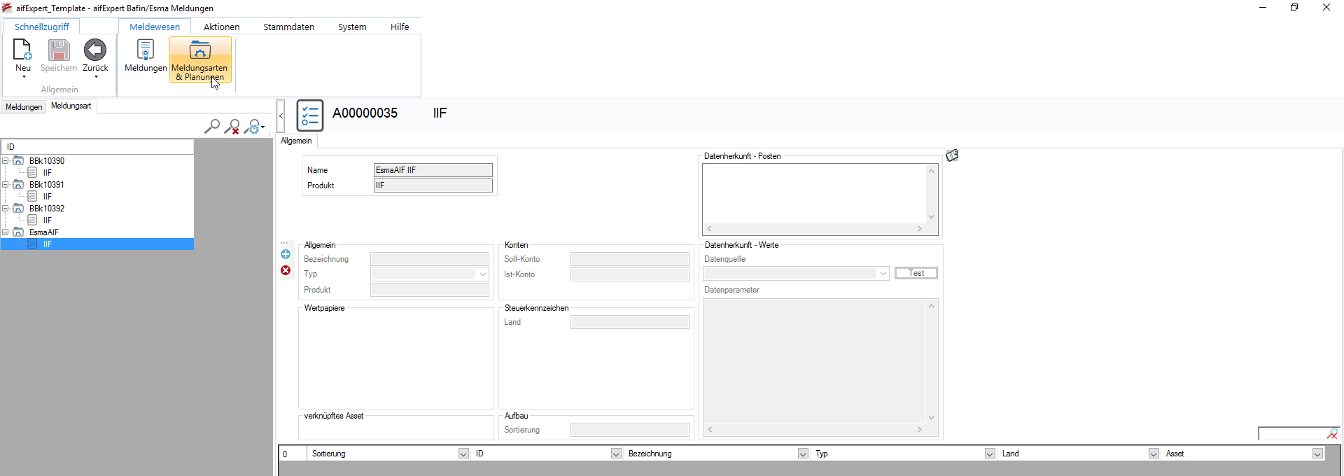 aifExpert_Template - aifExpert Bafin/Esma Meldungen
Schnellzugriff Meldewesen Aktionen Stammdaten System Hilfe
Neu Speichern Zurück Meldungen Meldungsarten
& Planungen
Allgemein
Meldungen Meldungsart
< A00000035 IIF
Allgemein
ID
BBk10390
IIF
BBk10391
IIF
BBk10392
IIF
EsmaAIF
IIF
Name EsmaAIF IIF
Produkt IIF
Datenherkunft - Posten
Allgemein
Bezeichnung
Typ
Produkt
Konten
Soll-Konto
Ist-Konto
Datenherkunft - Werte
Datenquelle
Test
Datenparameter
Wertpapiere
Steuerkennzeichen
Land
verknüpftes Asset
Aufbau
Sortierung
0 Sortierung ID Bezeichnung Typ Land Asset